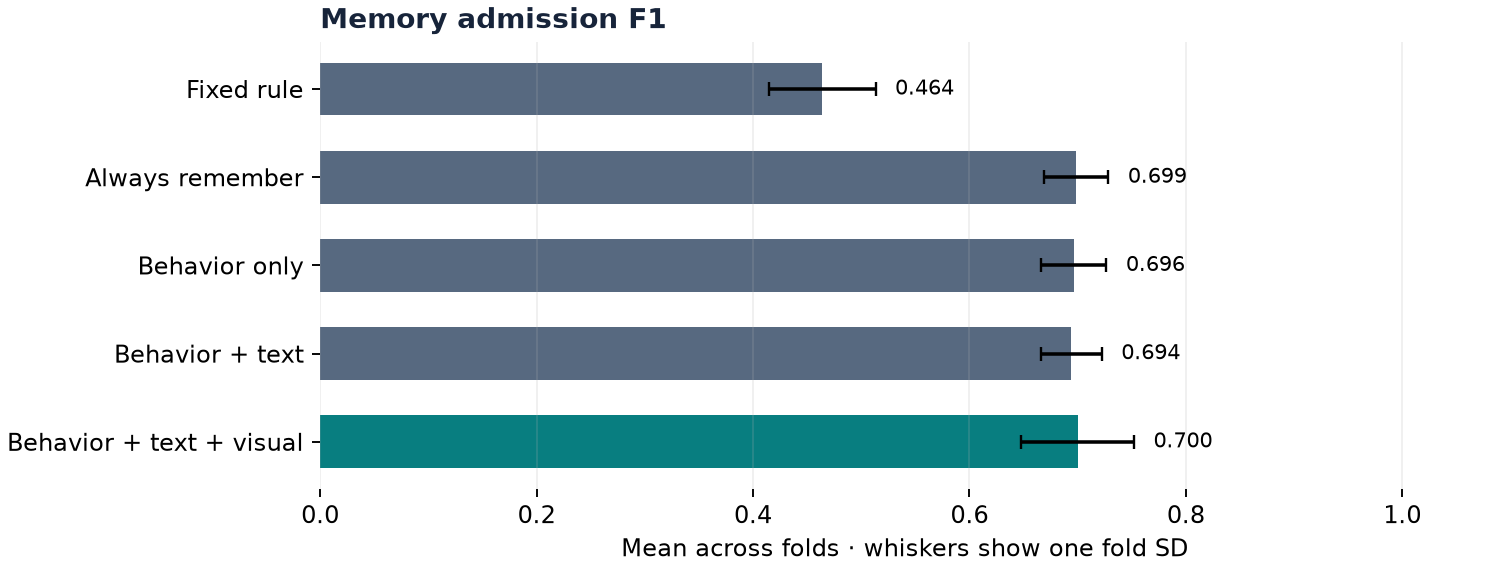 Memory admission F1
Fixed rule
0.464
Always remember
0.699
Behavior only
0.696
Behavior + text
0.694
Behavior + text + visual
0.700
0.0 0.2 0.4 0.6 0.8 1.0
Mean across folds · whiskers show one fold SD